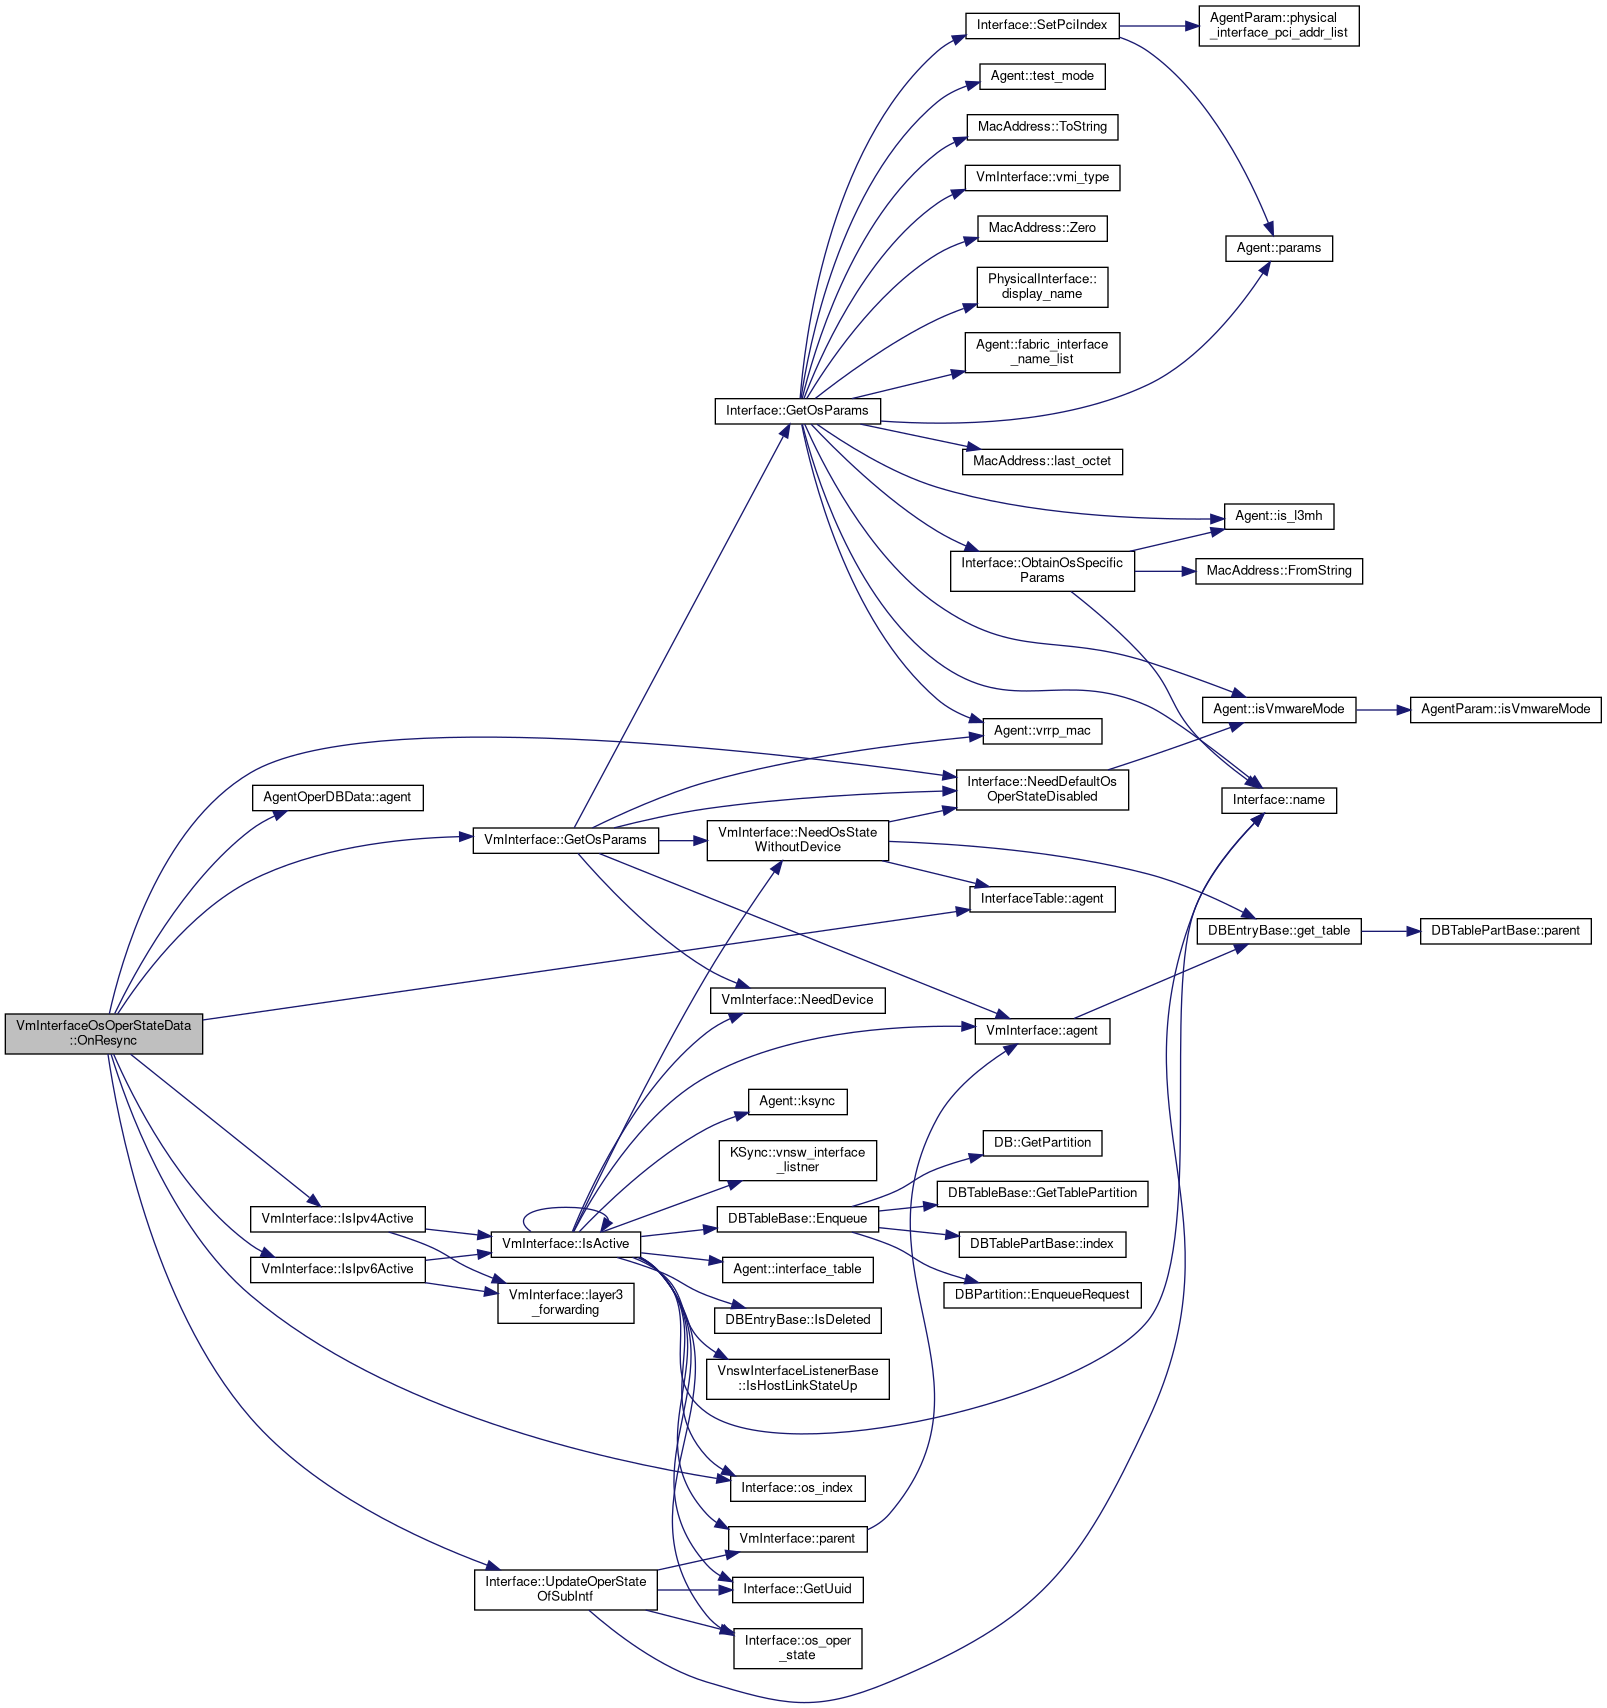 Interface::SetPciIndex
AgentParam::physical
_interface_pci_addr_list
Agent::test_mode
MacAddress::ToString
VmInterface::vmi_type
MacAddress::Zero
Agent::params
PhysicalInterface::
display_name
Agent::fabric_interface
_name_list
Interface::GetOsParams
MacAddress::last_octet
Agent::is_l3mh
Interface::ObtainOsSpecific
Params
MacAddress::FromString
Agent::isVmwareMode
AgentParam::isVmwareMode
Agent::vrrp_mac
Interface::NeedDefaultOs
OperStateDisabled
Interface::name
AgentOperDBData::agent
VmInterface::GetOsParams
VmInterface::NeedOsState
WithoutDevice
InterfaceTable::agent
DBEntryBase::get_table
DBTablePartBase::parent
VmInterface::NeedDevice
VmInterfaceOsOperStateData
::OnResync
VmInterface::agent
Agent::ksync
DB::GetPartition
KSync::vnsw_interface
_listner
DBTableBase::GetTablePartition
VmInterface::IsIpv4Active
DBTableBase::Enqueue
VmInterface::IsActive
DBTablePartBase::index
VmInterface::IsIpv6Active
Agent::interface_table
DBPartition::EnqueueRequest
VmInterface::layer3
_forwarding
DBEntryBase::IsDeleted
VnswInterfaceListenerBase
::IsHostLinkStateUp
Interface::os_index
VmInterface::parent
Interface::UpdateOperState
OfSubIntf
Interface::GetUuid
Interface::os_oper
_state